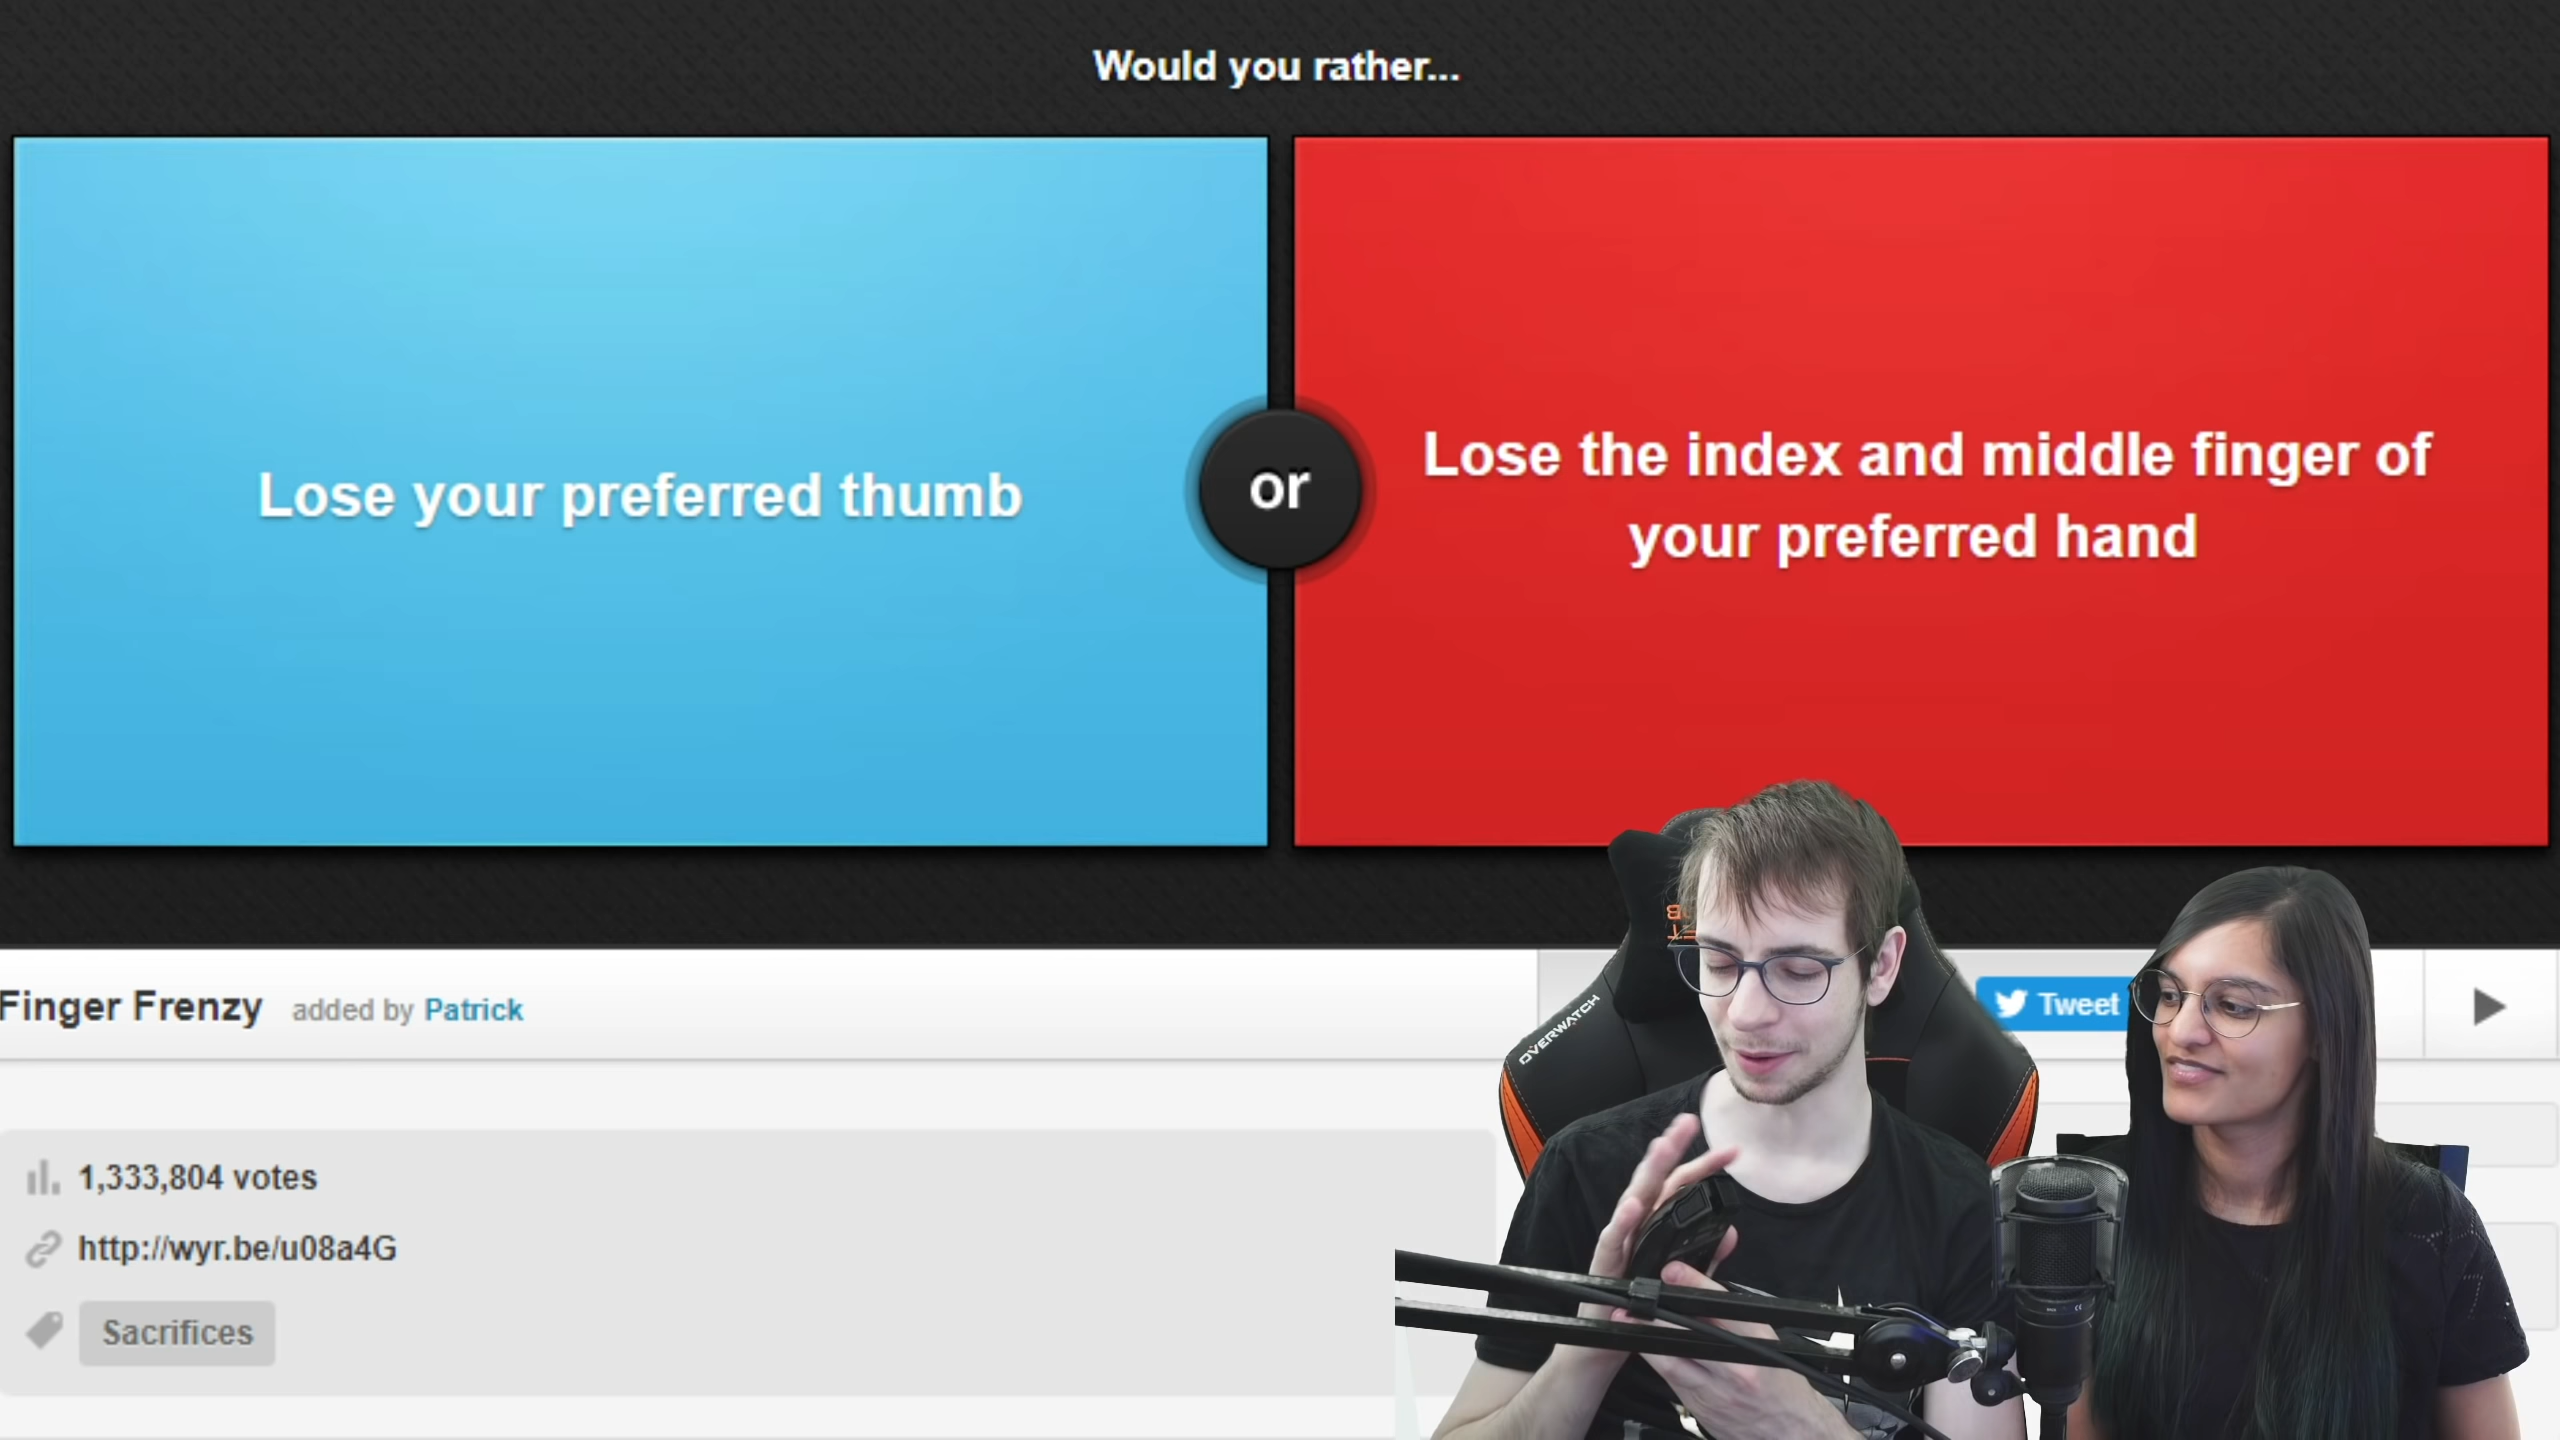 Would you rather...
Lose your preferred thumb
or
Lose the index and middle finger of
your preferred hand
Finger Frenzy added by Patrick
Tweet
OVERWATCH
1,333,804 votes
http://wyr.be/u08a4G
Sacrifices